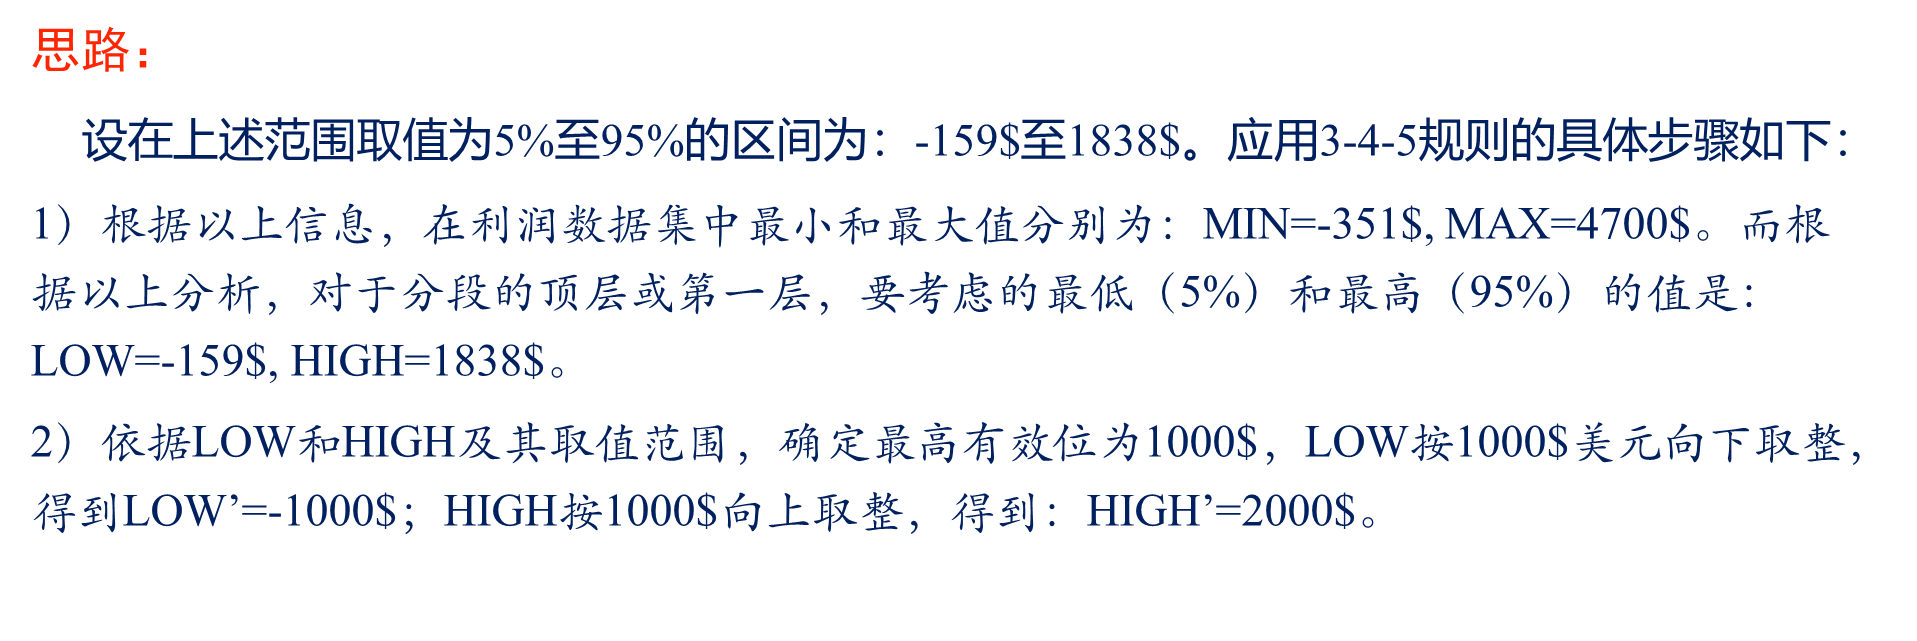 思路：
设在上述范围取值为5%至95%的区间为：-159$至1838$。应用3-4-5规则的具体步骤如下：
1）根据以上信息，在利润数据集中最小和最大值分别为：MIN=-351$, MAX=4700$。而根
据以上分析，对于分段的顶层或第一层，要考虑的最低（5%）和最高（95%）的值是：
LOW=-159$, HIGH=1838$。
2）依据LOW和HIGH及其取值范围，确定最高有效位为1000$，LOW按1000$美元向下取整，
得到LOW’=-1000$；HIGH按1000$向上取整，得到：HIGH’=2000$。